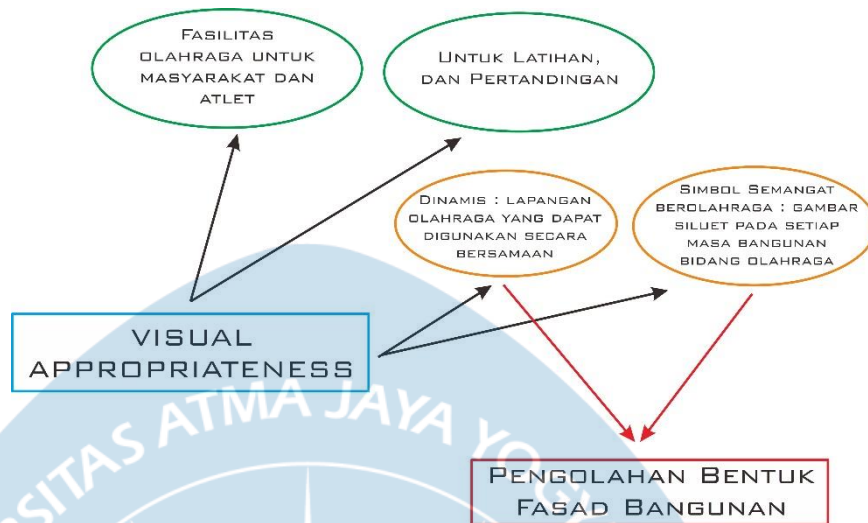 FASILITAS
OLAHRAGA UNTUK
MASYARAKAT DAN
ATLET
UNTUK LATIHAN,
DAN PERTANDINGAN
DINAMIS : LAPANGAN
OLAHRAGA YANG DAPAT
DIGUNAKAN SECARA
BERSAMAAN
SIMBOL SEMANGAT
BEROLAHRAGA : GAMBAR
SILUET PADA SETIAP
MASA BANGUNAN
BIDANG OLAHRAGA
VISUAL
APPROPRIATENESS
ATMA JAYA
PENGOLAHAN BENTUK
FASAD BANGUNAN